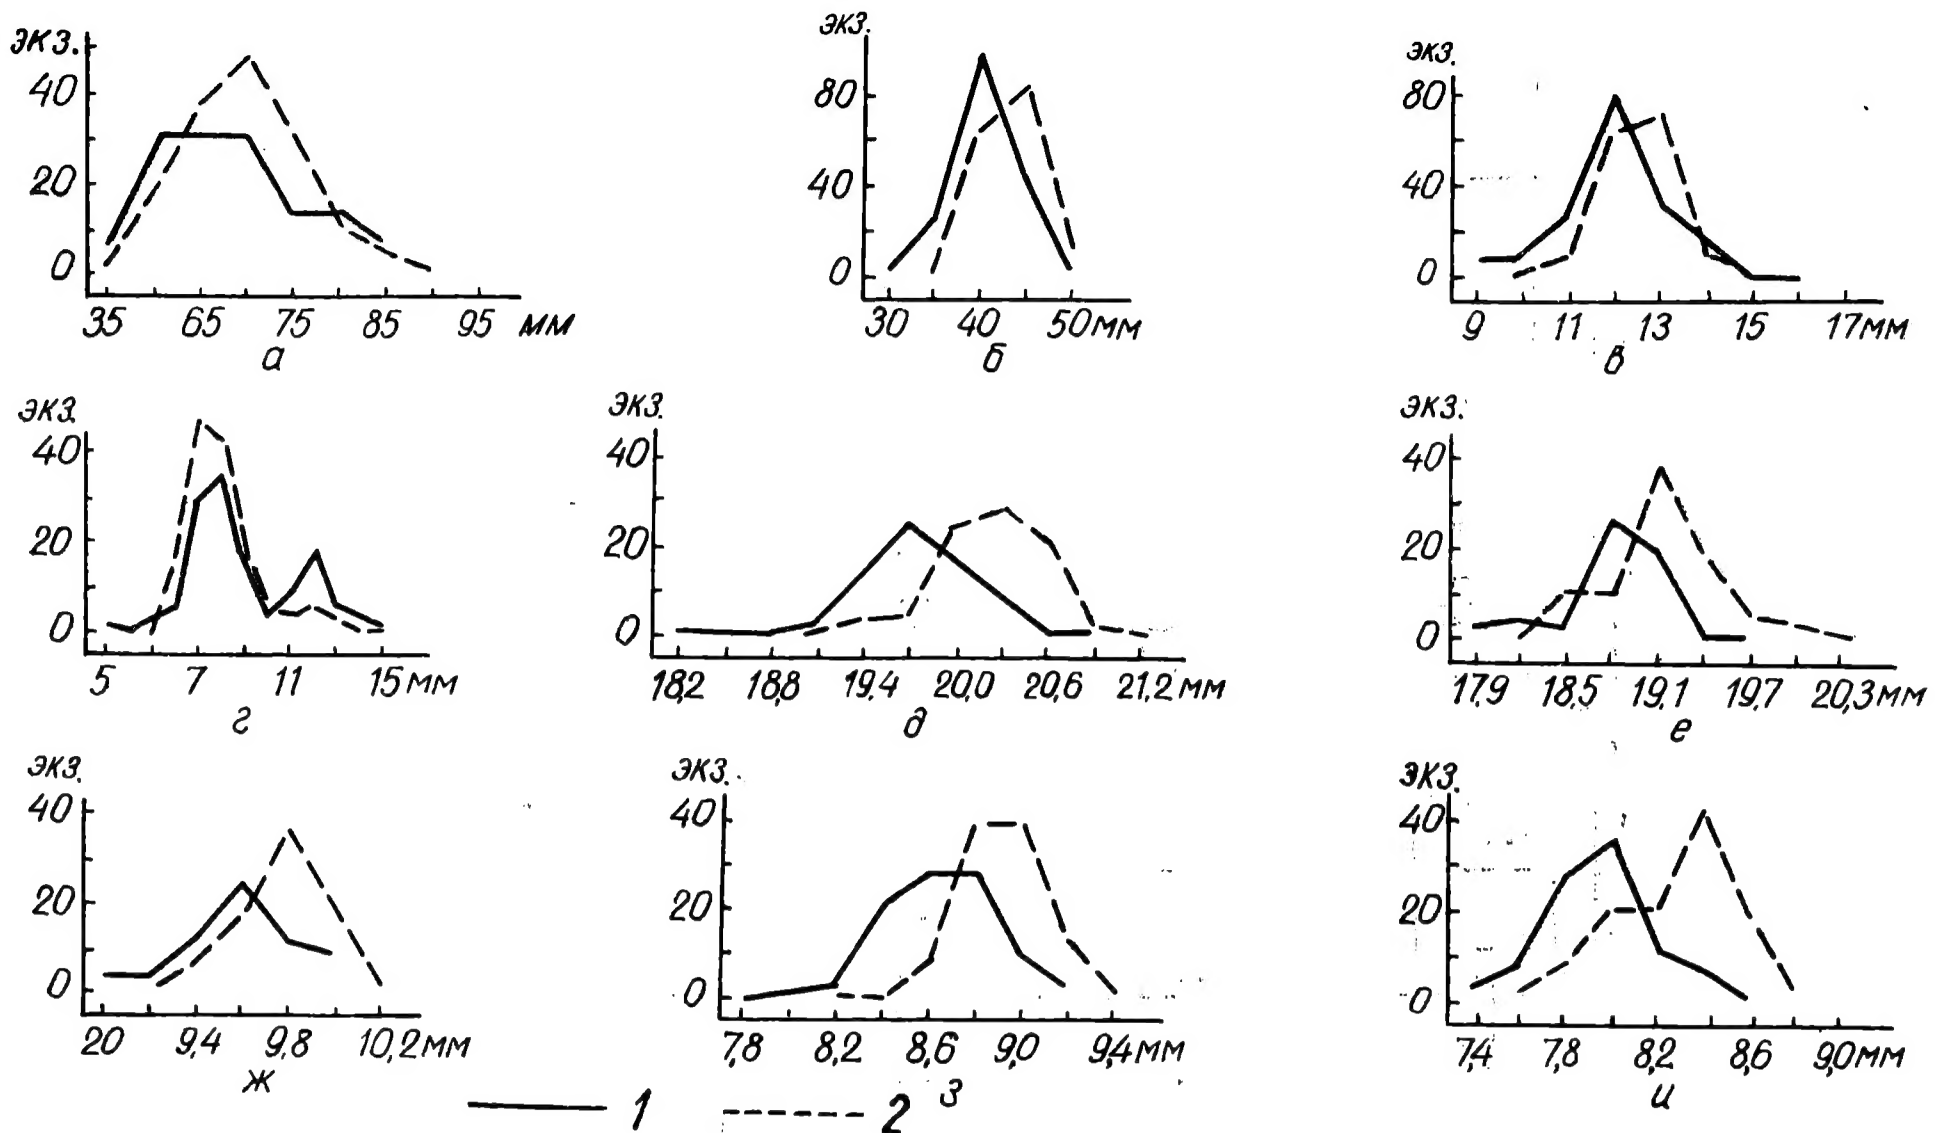 экз.
40
20
0
35 65 75 85 95 мм
а
экз.
80
40
0
30 40 50мм
б
экз.
80
40
0
9 11 13 15 17мм
в
экз.
40
20
0
5 7 11 15мм
г
экз.
40
20
0
18,2 18,8 19,4 20,0 20,6 21,2мм
д
экз.
40
20
0
17,9 18,5 19,1 19,7 20,3мм
е
экз.
40
20
0
20 9,4 9,8 10,2мм
ж
экз.
40
20
0
7,8 8,2 8,6 9,0 9,4мм
з
экз.
40
20
0
7,4 7,8 8,2 8,6 9,0мм
и
1 2